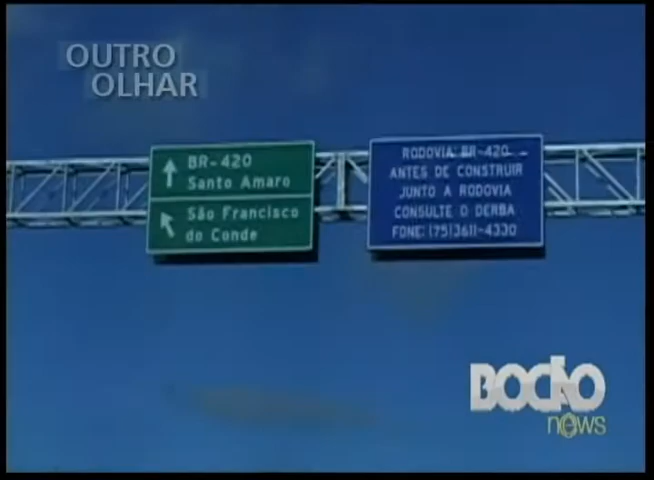 OUTRO
OLHAR
BR-420
Santo Amaro
São Francisco
do Conde
RODOVIA BR-420
ANTES DE CONSTRUIR
JUNTO A RODOVIA
CONSULTE O DERBA
FONE: (75)3611-4330
BOCÃO
news